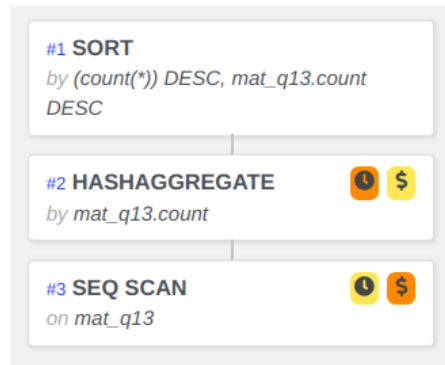 #1 SORT
by (count(*)) DESC, mat_q13.count
DESC
#2 HASHAGGREGATE $
by mat_q13.count
#3 SEQ SCAN $
on mat_q13